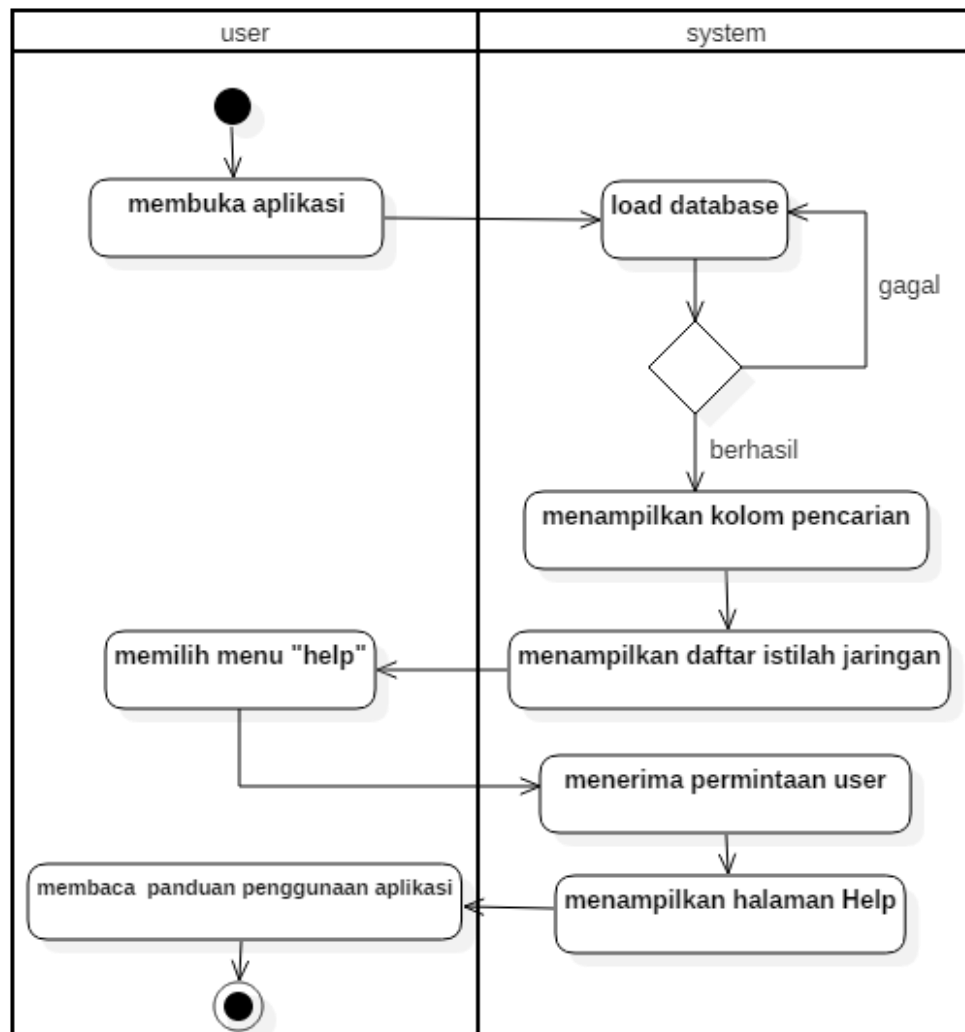 user
system
membuka aplikasi
load database
gagal
berhasil
menampilkan kolom pencarian
memilih menu "help"
menampilkan daftar istilah jaringan
menerima permintaan user
membaca  panduan penggunaan aplikasi
menampilkan halaman Help